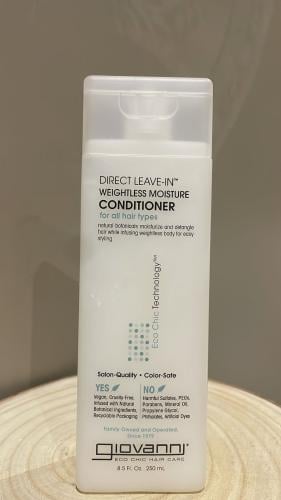 DIRECT LEAVE-IN™
WEIGHTLESS MOISTURE
CONDITIONER
for all hair types
natural botanicals moisturize and detangle
hair while infusing weightless body for easy
styling
Eco Chic Technology™
Salon-Quality • Color-Safe
YES
Vegan, Cruelty-Free,
Infused with Natural
Botanical Ingredients,
Recyclable Packaging
NO
Harmful Sulfates, PEGs,
Parabens, Mineral Oil,
Propylene Glycol,
Phthalates, Artificial Dyes
Family Owned and Operated,
Since 1979
giovanni®
ECO CHIC HAIR CARE
8.5 Fl. Oz. 250 mL